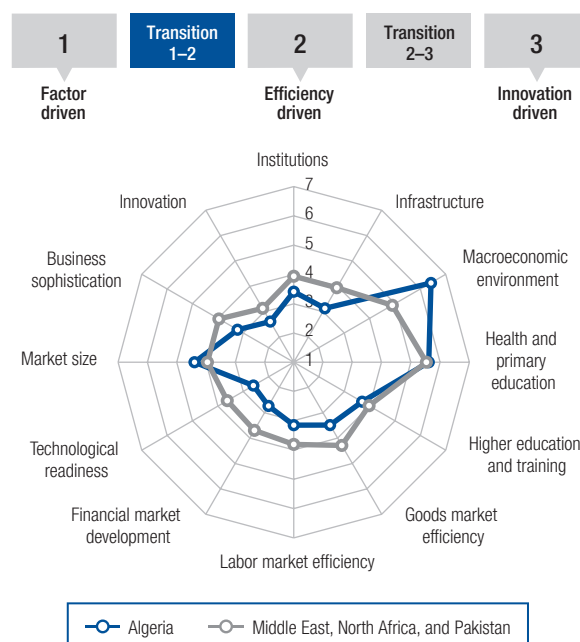 1
Transition
1–2
2
Transition
2–3
3
Factor
driven
Efficiency
driven
Innovation
driven
Institutions
Infrastructure
Macroeconomic
environment
Health and
primary
education
Higher education
and training
Goods market
efficiency
Labor market efficiency
Financial market
development
Technological
readiness
Market size
Business
sophistication
Innovation
7
6
5
4
3
2
1
Algeria
Middle East, North Africa, and Pakistan